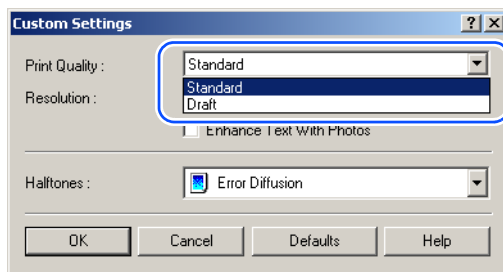 Custom Settings
Print Quality : Standard
Resolution : Standard
Draft
Enhance Text With Photos
Halftones : Error Diffusion
OK Cancel Defaults Help